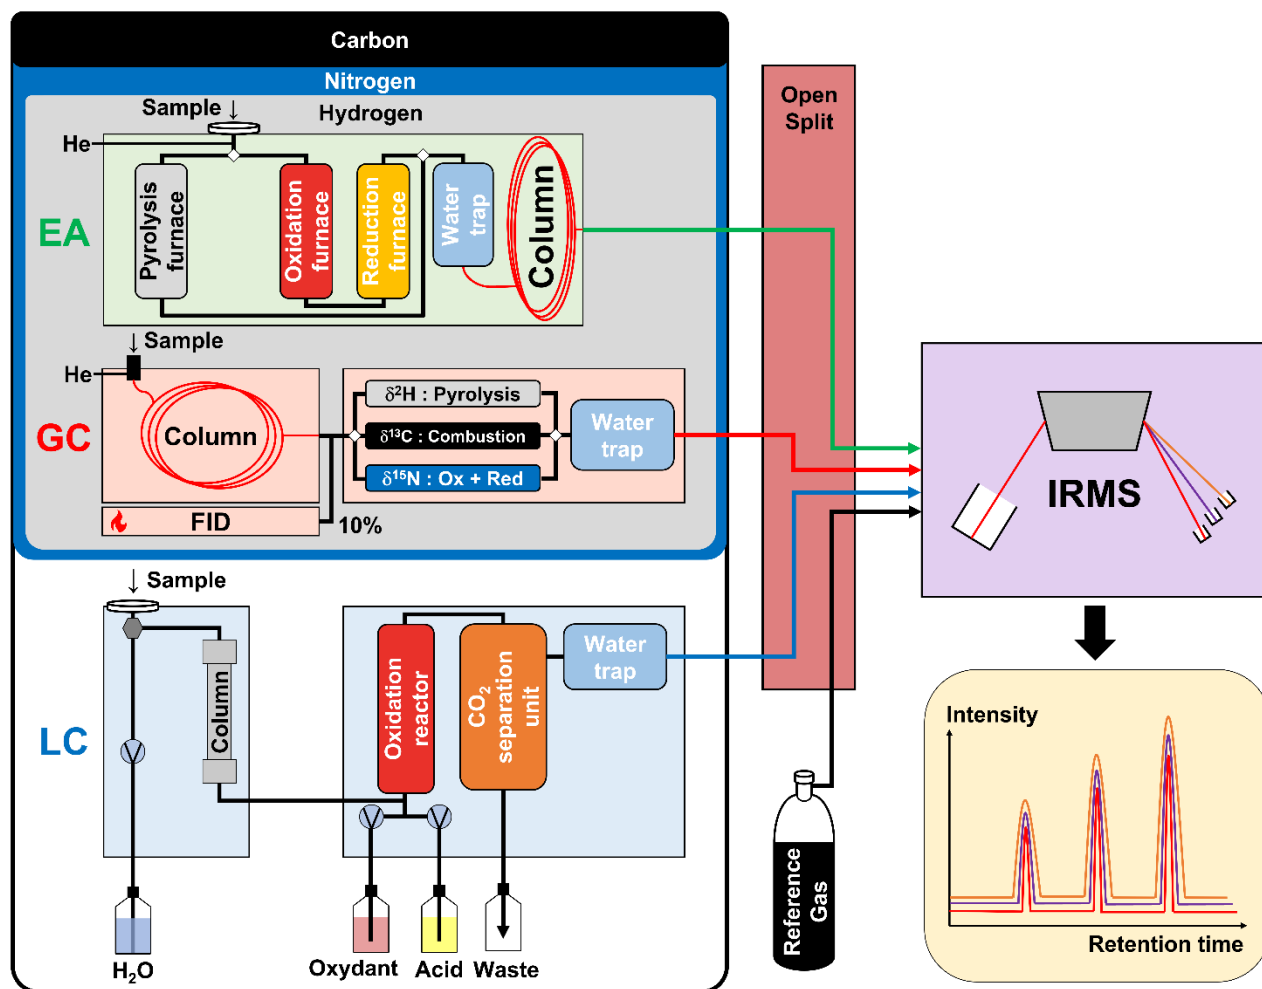 Carbon
Nitrogen
Hydrogen
Sample ↓
He
EA
Pyrolysis
furnace
Oxidation
furnace
Reduction
furnace
Water
trap
Column
↓ Sample
He
GC
Column
δ²H : Pyrolysis
δ¹³C : Combustion
δ¹⁵N : Ox + Red
Water
trap
FID
10%
↓ Sample
LC
Column
Oxidation
reactor
CO₂
separation
unit
Water
trap
V
V
V
H₂O
Oxydant
Acid
Waste
Open
Split
Reference
Gas
IRMS
Intensity
Retention time